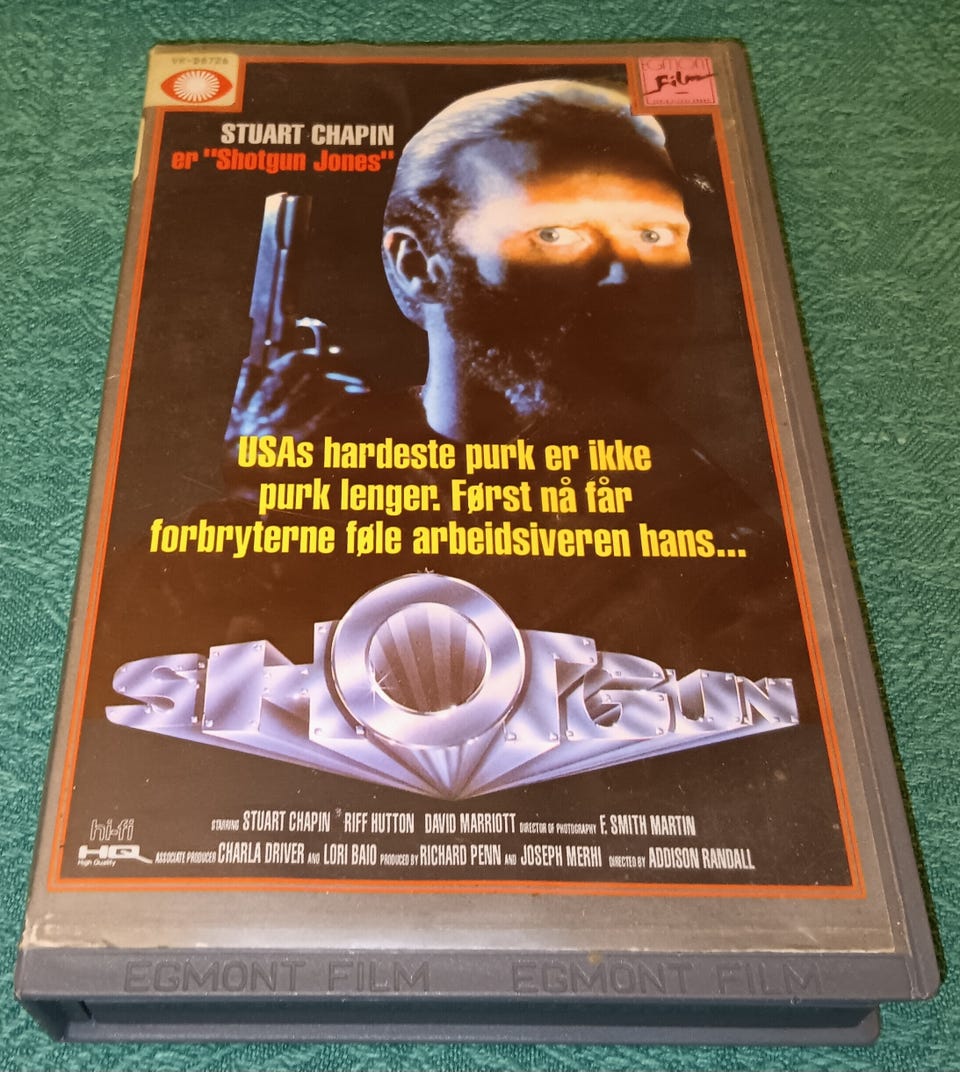 VR-D6726
EGMONT
Film
STUART CHAPIN
er "Shotgun Jones"
USAs hardeste purk er ikke
purk lenger. Først nå får
forbryterne føle arbeidsiveren hans...
SHOTGUN
hi-fi
HQ
High Quality
STARRING STUART CHAPIN RIFF HUTTON DAVID MARRIOTT DIRECTOR OF PHOTOGRAPHY F. SMITH MARTIN
ASSOCIATE PRODUCER CHARLA DRIVER AND LORI BAIO PRODUCED BY RICHARD PENN AND JOSEPH MERHI DIRECTED BY ADDISON RANDALL
EGMONT FILM EGMONT FILM